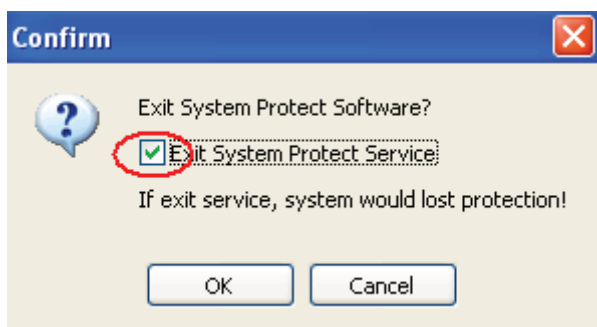 Confirm
Exit System Protect Software?
Exit System Protect Service
If exit service, system would lost protection!
OK
Cancel